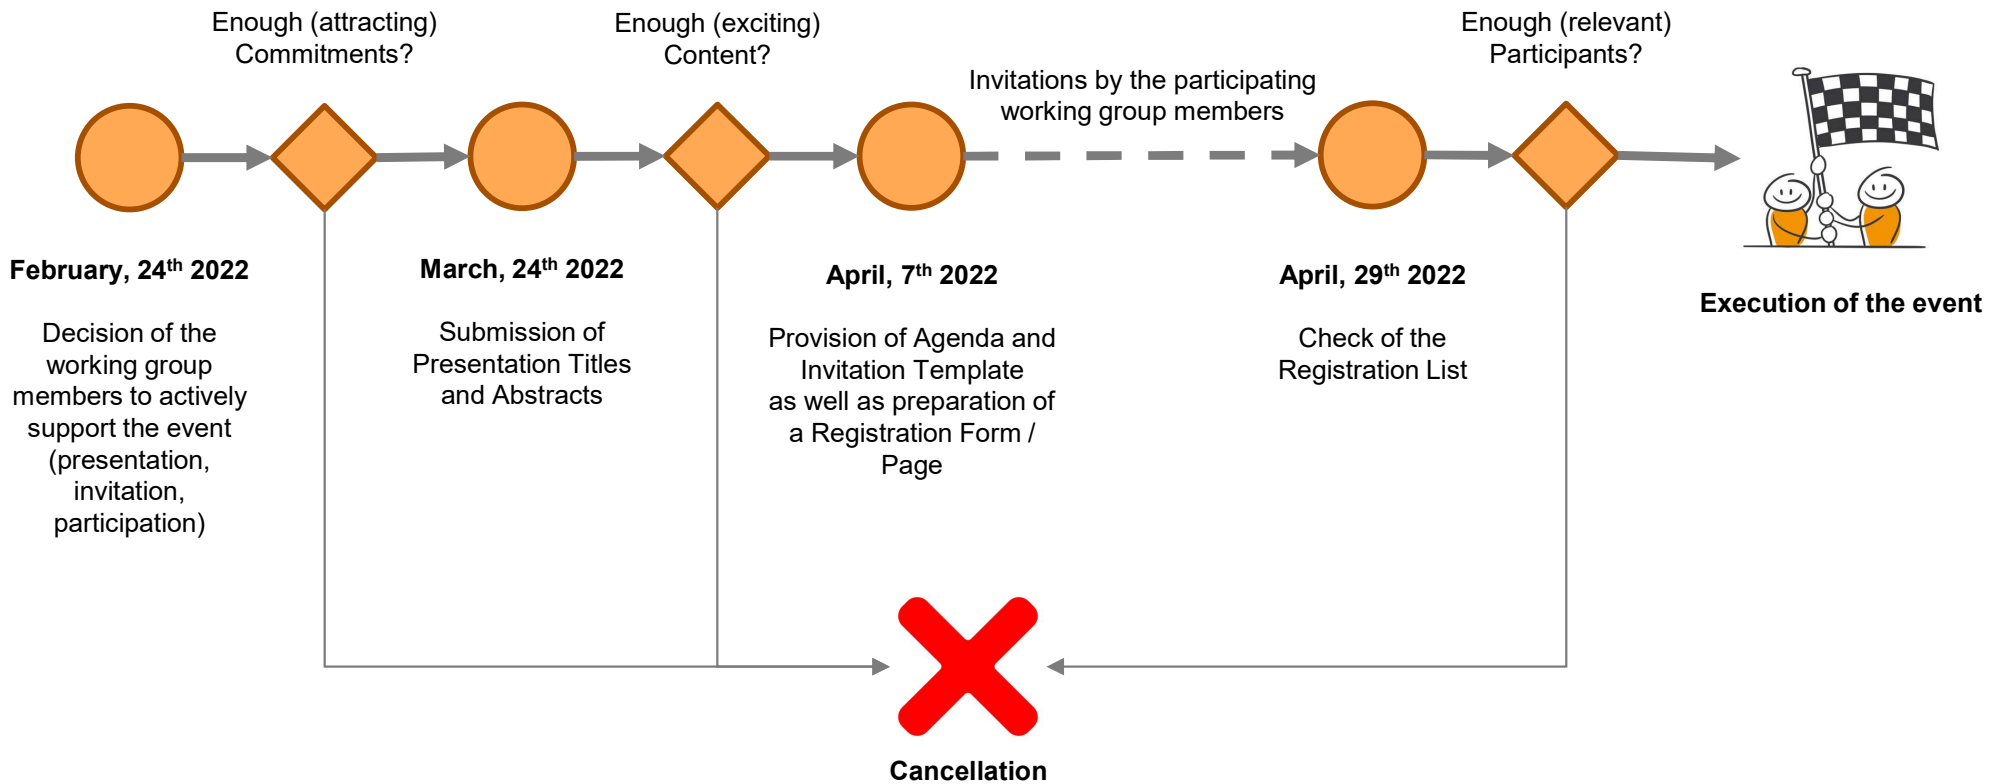 Enough (attracting)
Commitments?
Enough (exciting)
Content?
Invitations by the participating
working group members
Enough (relevant)
Participants?
February, 24th 2022
Decision of the
working group
members to actively
support the event
(presentation,
invitation,
participation)
March, 24th 2022
Submission of
Presentation Titles
and Abstracts
April, 7th 2022
Provision of Agenda and
Invitation Template
as well as preparation of
a Registration Form /
Page
April, 29th 2022
Check of the
Registration List
Execution of the event
Cancellation